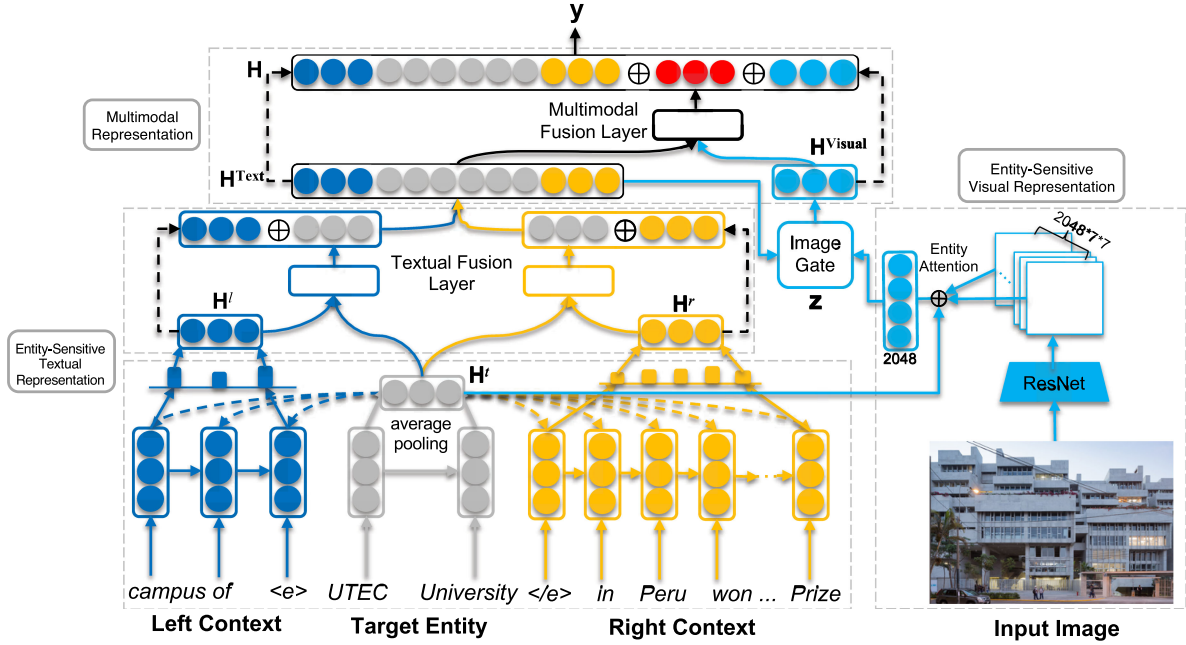 y
H
Multimodal
Representation
Multimodal
Fusion Layer
H^Visual
H^Text
Entity-Sensitive
Visual Representation
2048*7*7
Image
Gate
z
Entity
Attention
Textual Fusion
Layer
H^l
H^r
2048
Entity-Sensitive
Textual
Representation
H^t
ResNet
average
pooling
campus of <e> UTEC University </e> in Peru won ... Prize
Left Context Target Entity Right Context Input Image